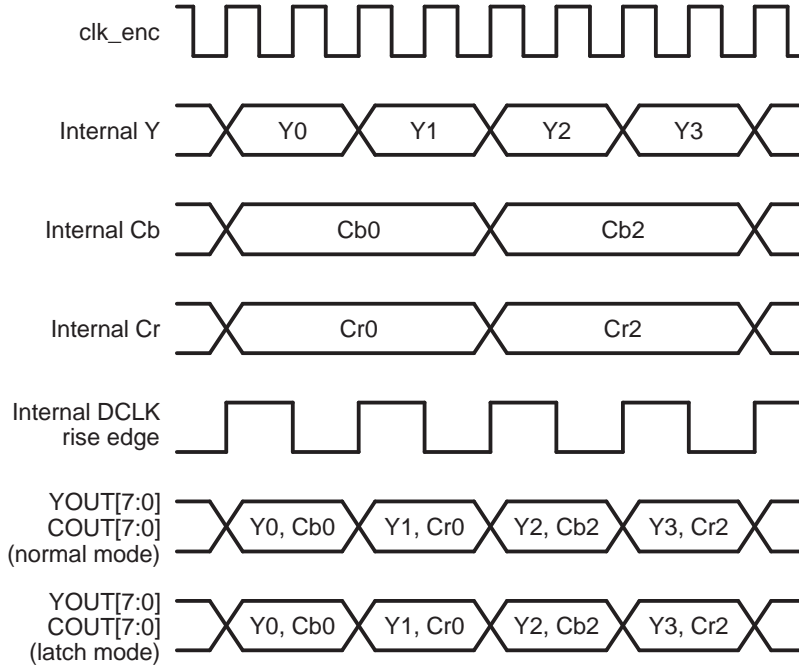 clk_enc
Internal Y
Y0 Y1 Y2 Y3
Internal Cb
Cb0 Cb2
Internal Cr
Cr0 Cr2
Internal DCLK
rise edge
YOUT[7:0]
COUT[7:0]
(normal mode)
Y0, Cb0 Y1, Cr0 Y2, Cb2 Y3, Cr2
YOUT[7:0]
COUT[7:0]
(latch mode)
Y0, Cb0 Y1, Cr0 Y2, Cb2 Y3, Cr2